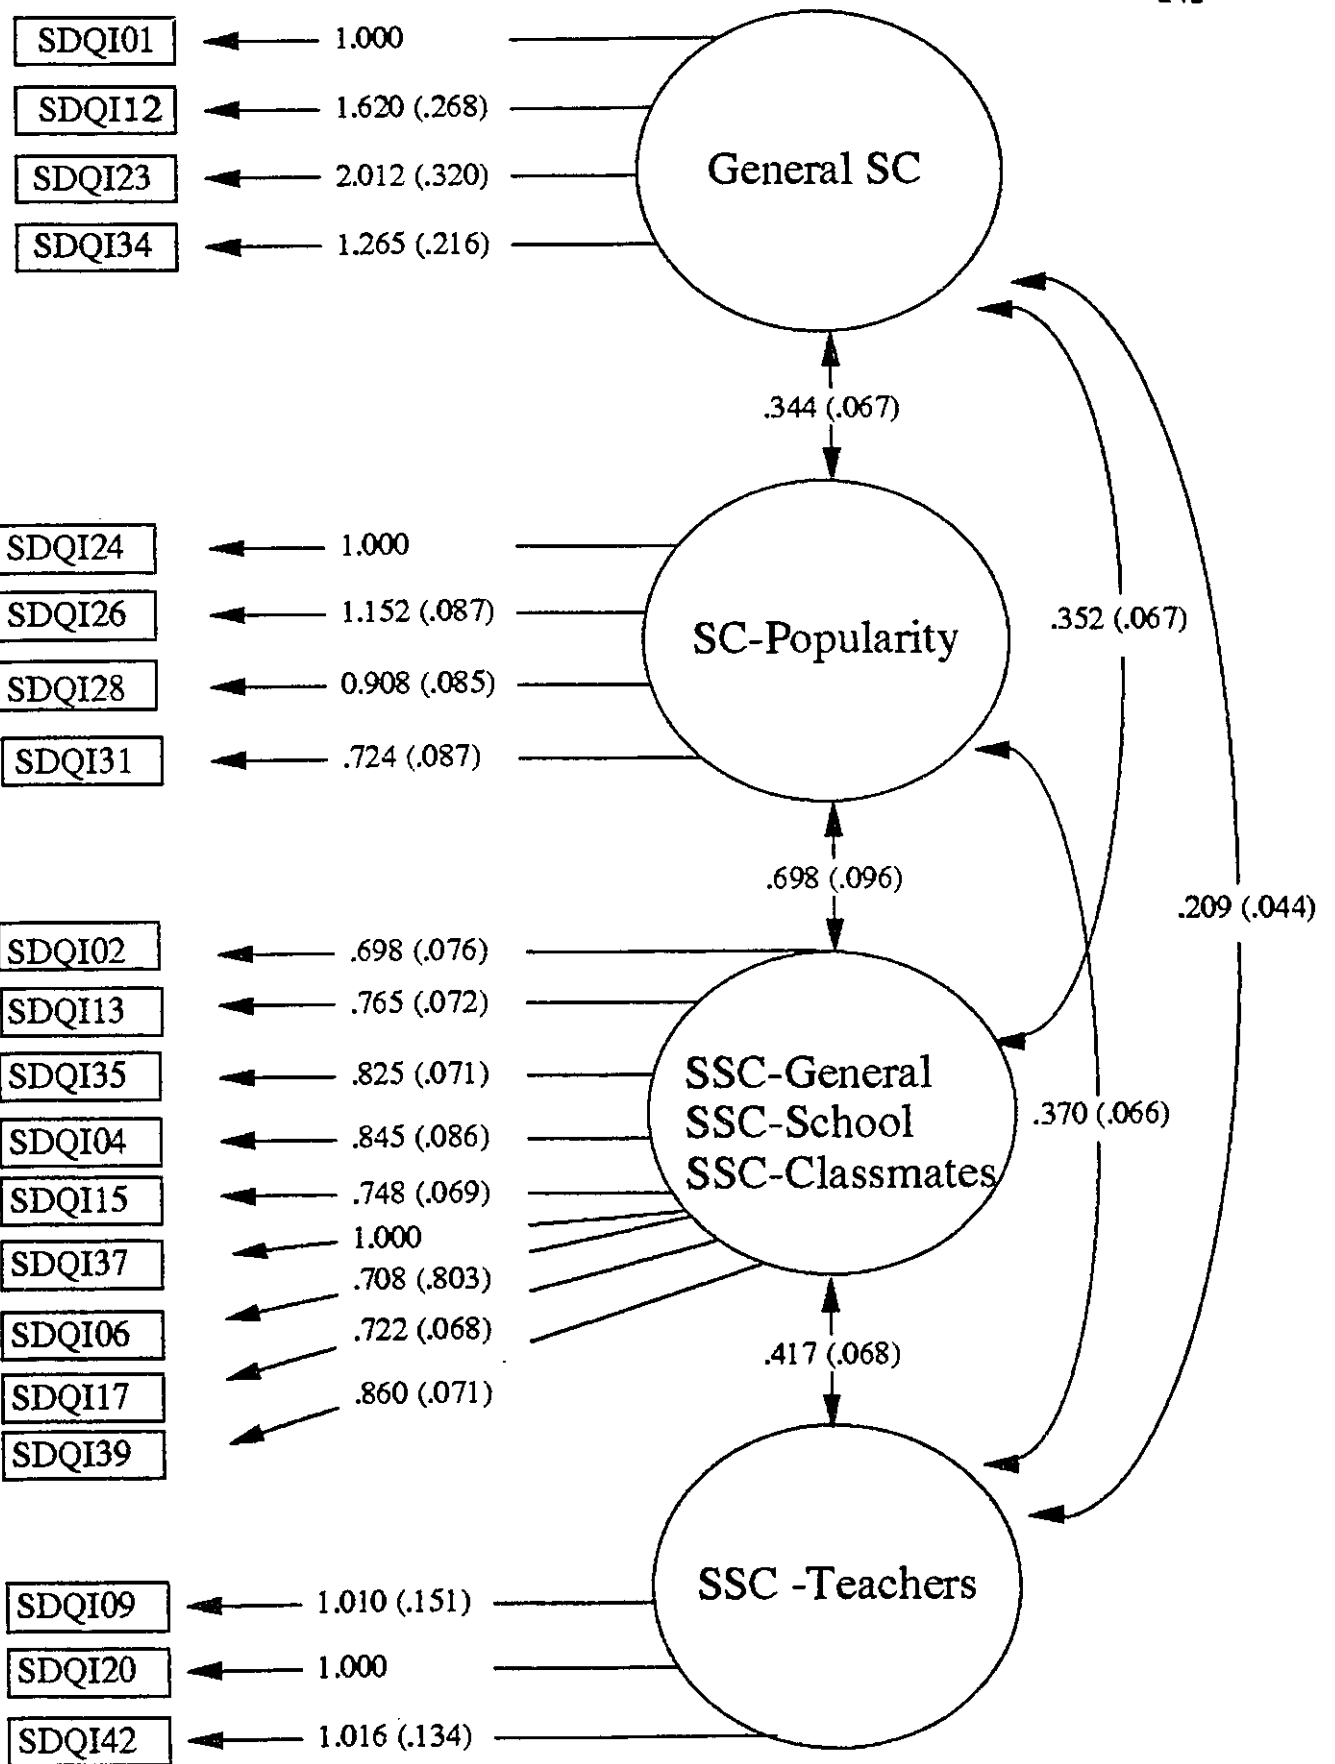 SDQI01 1.000
SDQI12 1.620 (.268)
SDQI23 2.012 (.320)
SDQI34 1.265 (.216)
General SC
.344 (.067)
SDQI24 1.000
SDQI26 1.152 (.087)
SDQI28 0.908 (.085)
SDQI31 .724 (.087)
SC-Popularity
.352 (.067)
.698 (.096)
.209 (.044)
SDQI02 .698 (.076)
SDQI13 .765 (.072)
SDQI35 .825 (.071)
SDQI04 .845 (.086)
SDQI15 .748 (.069)
SDQI37 1.000
SDQI06 .708 (.803)
SDQI17 .722 (.068)
SDQI39 .860 (.071)
SSC-General
SSC-School
SSC-Classmates
.370 (.066)
.417 (.068)
SSC -Teachers
SDQI09 1.010 (.151)
SDQI20 1.000
SDQI42 1.016 (.134)